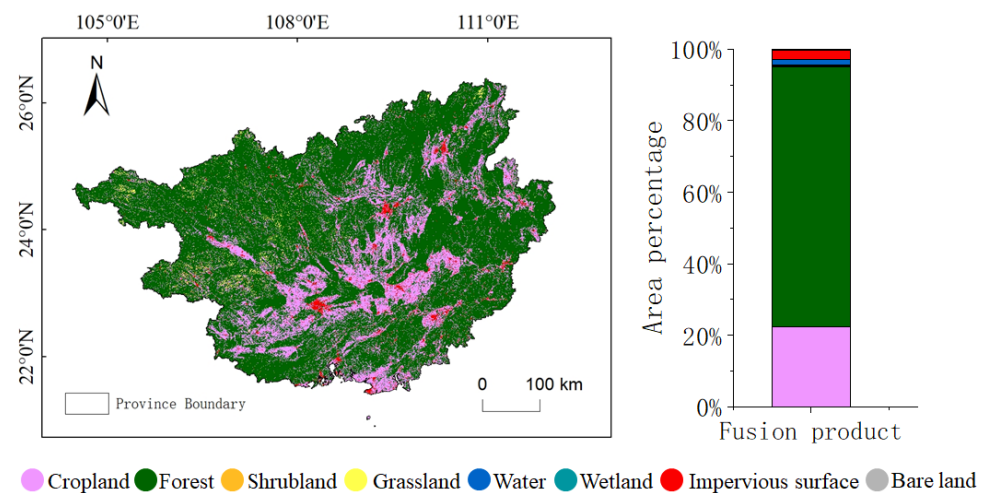 105°0'E 108°0'E 111°0'E
26°0'N
24°0'N
22°0'N
N
Province Boundary
0 100 km
100%
80%
60%
40%
20%
0%
Area percentage
Fusion product
Cropland Forest Shrubland Grassland Water Wetland Impervious surface Bare land